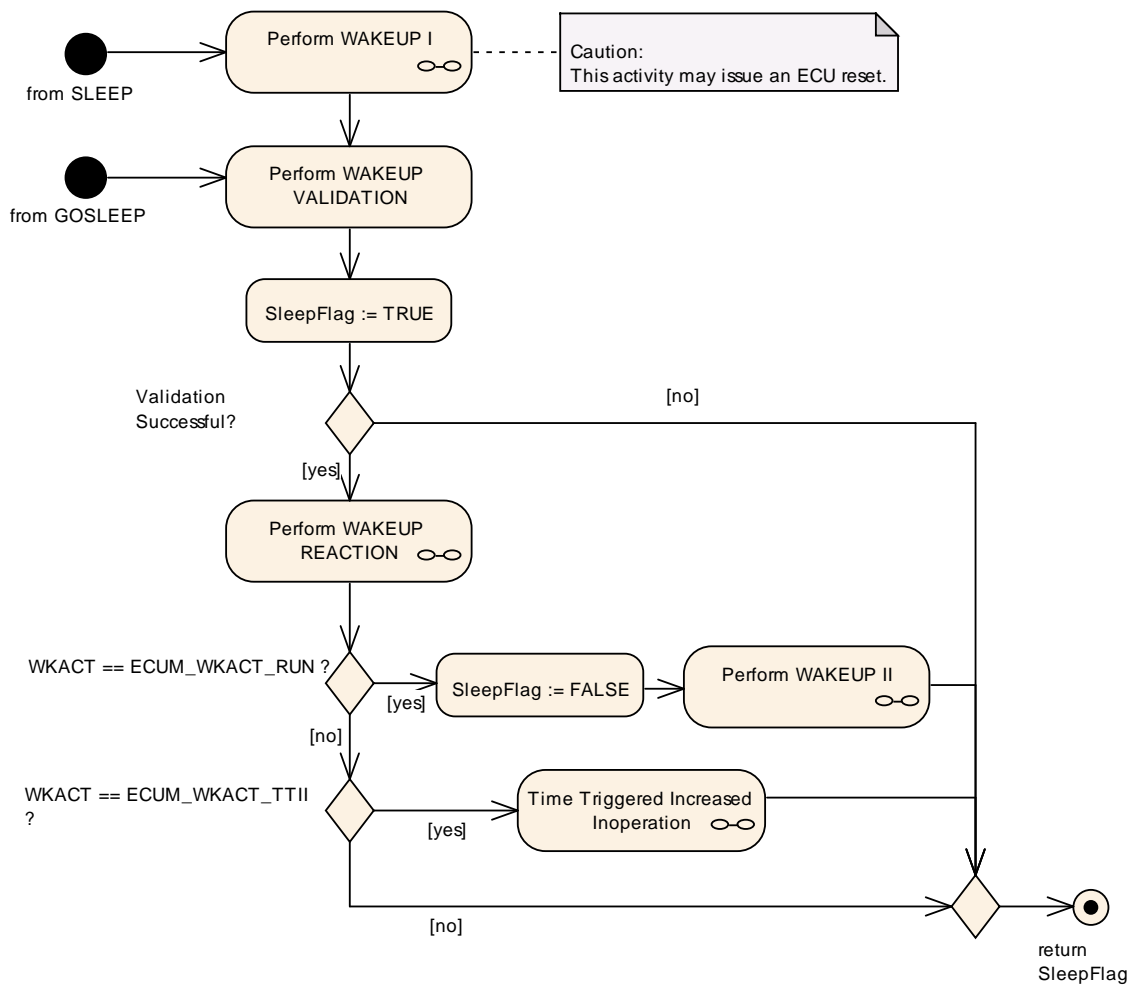 Perform WAKEUP I
Caution:
This activity may issue an ECU reset.
from SLEEP
Perform WAKEUP
VALIDATION
from GOSLEEP
SleepFlag := TRUE
Validation
Successful?
[no]
[yes]
Perform WAKEUP
REACTION
WKACT == ECUM_WKACT_RUN ?
SleepFlag := FALSE
Perform WAKEUP II
[yes]
[no]
WKACT == ECUM_WKACT_TTII
?
Time Triggered Increased
Inoperation
[yes]
[no]
return
SleepFlag